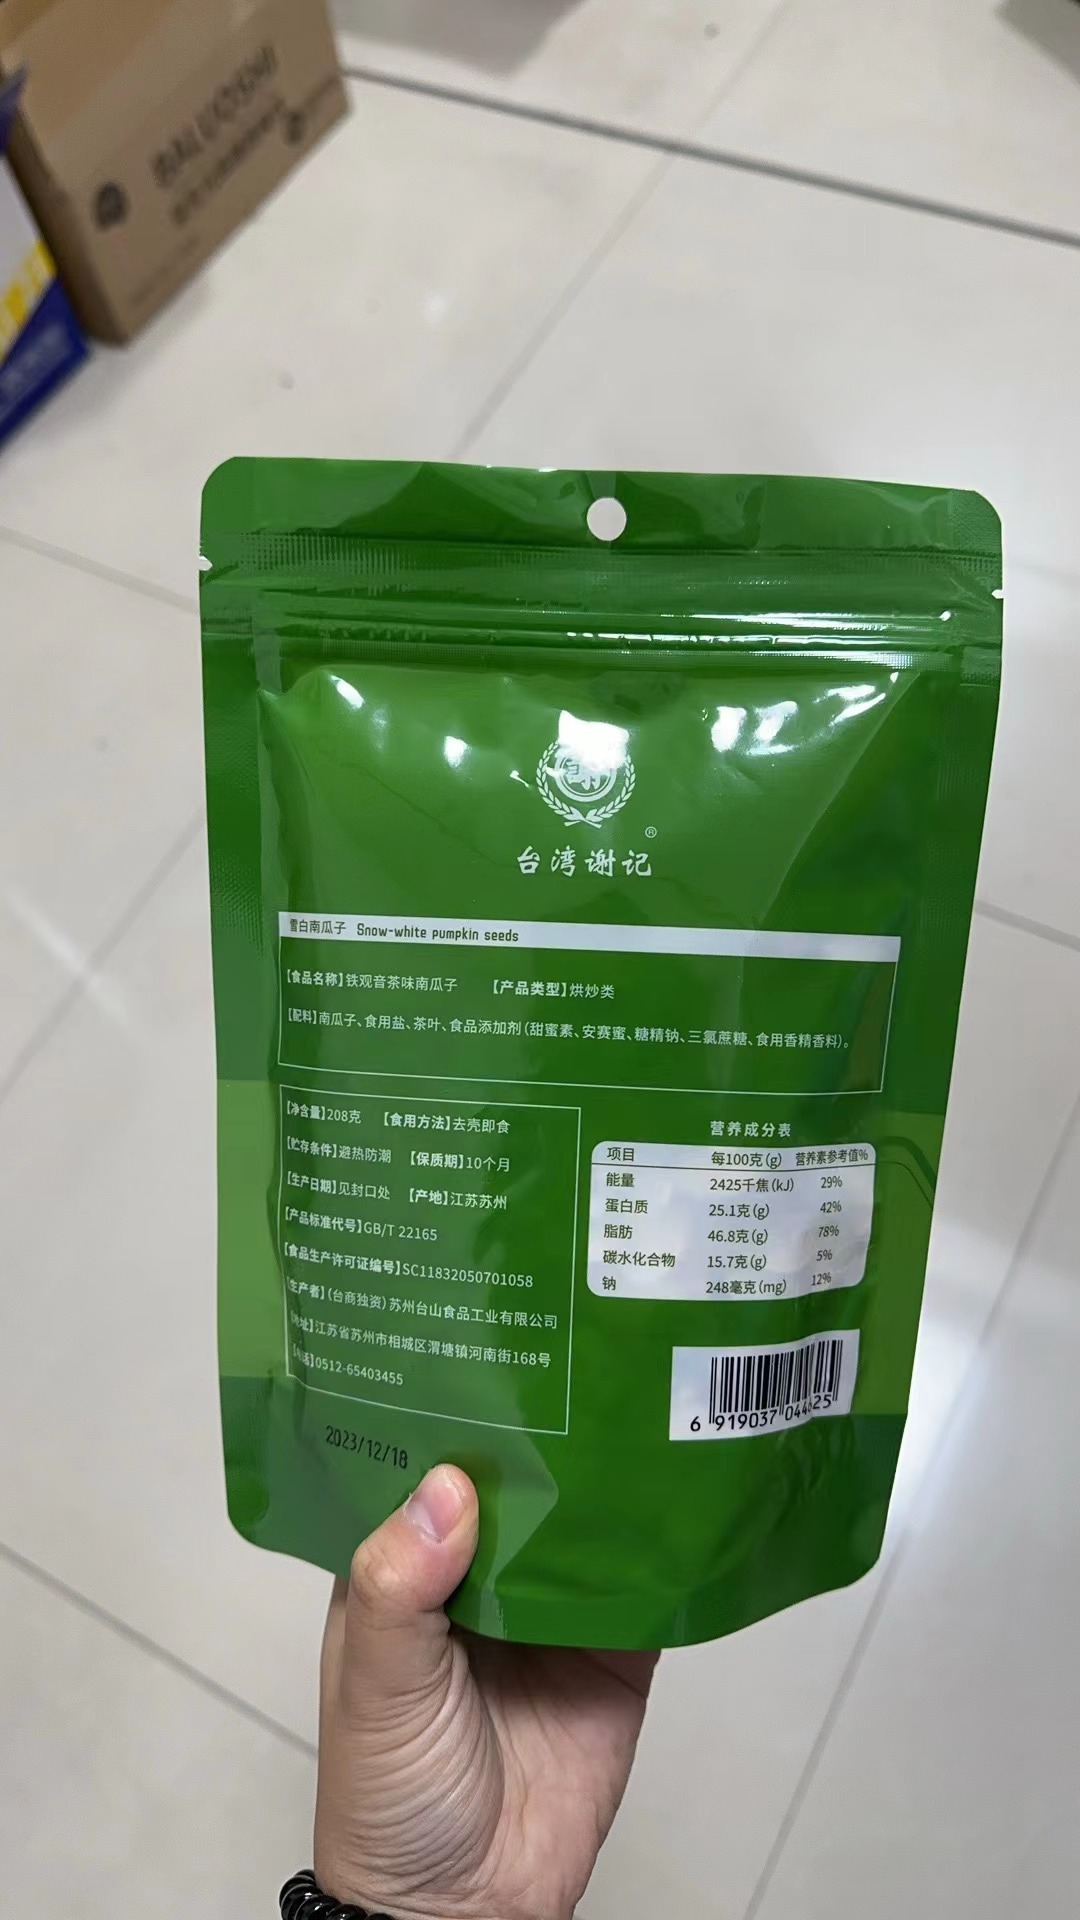 台湾谢记
®
雪白南瓜子 Snow-white pumpkin seeds
【食品名称】铁观音茶味南瓜子 【产品类型】烘炒类
【配料】南瓜子、食用盐、茶叶、食品添加剂(甜蜜素、安赛蜜、糖精钠、三氯蔗糖、食用香精香料)。
【净含量】208克 【食用方法】去壳即食
【贮存条件】避热防潮 【保质期】10个月
【生产日期】见封口处 【产地】江苏苏州
【产品标准代号】GB/T 22165
【食品生产许可证编号】SC11832050701058
【生产者】(台商独资)苏州台山食品工业有限公司
【地址】江苏省苏州市相城区渭塘镇河南街168号
【电话】0512-65403455
营养成分表
项目 每100克(g) 营养素参考值%
能量 2425千焦(kJ) 29%
蛋白质 25.1克(g) 42%
脂肪 46.8克(g) 78%
碳水化合物 15.7克(g) 5%
钠 248毫克(mg) 12%
6 919037 044625
2023/12/18